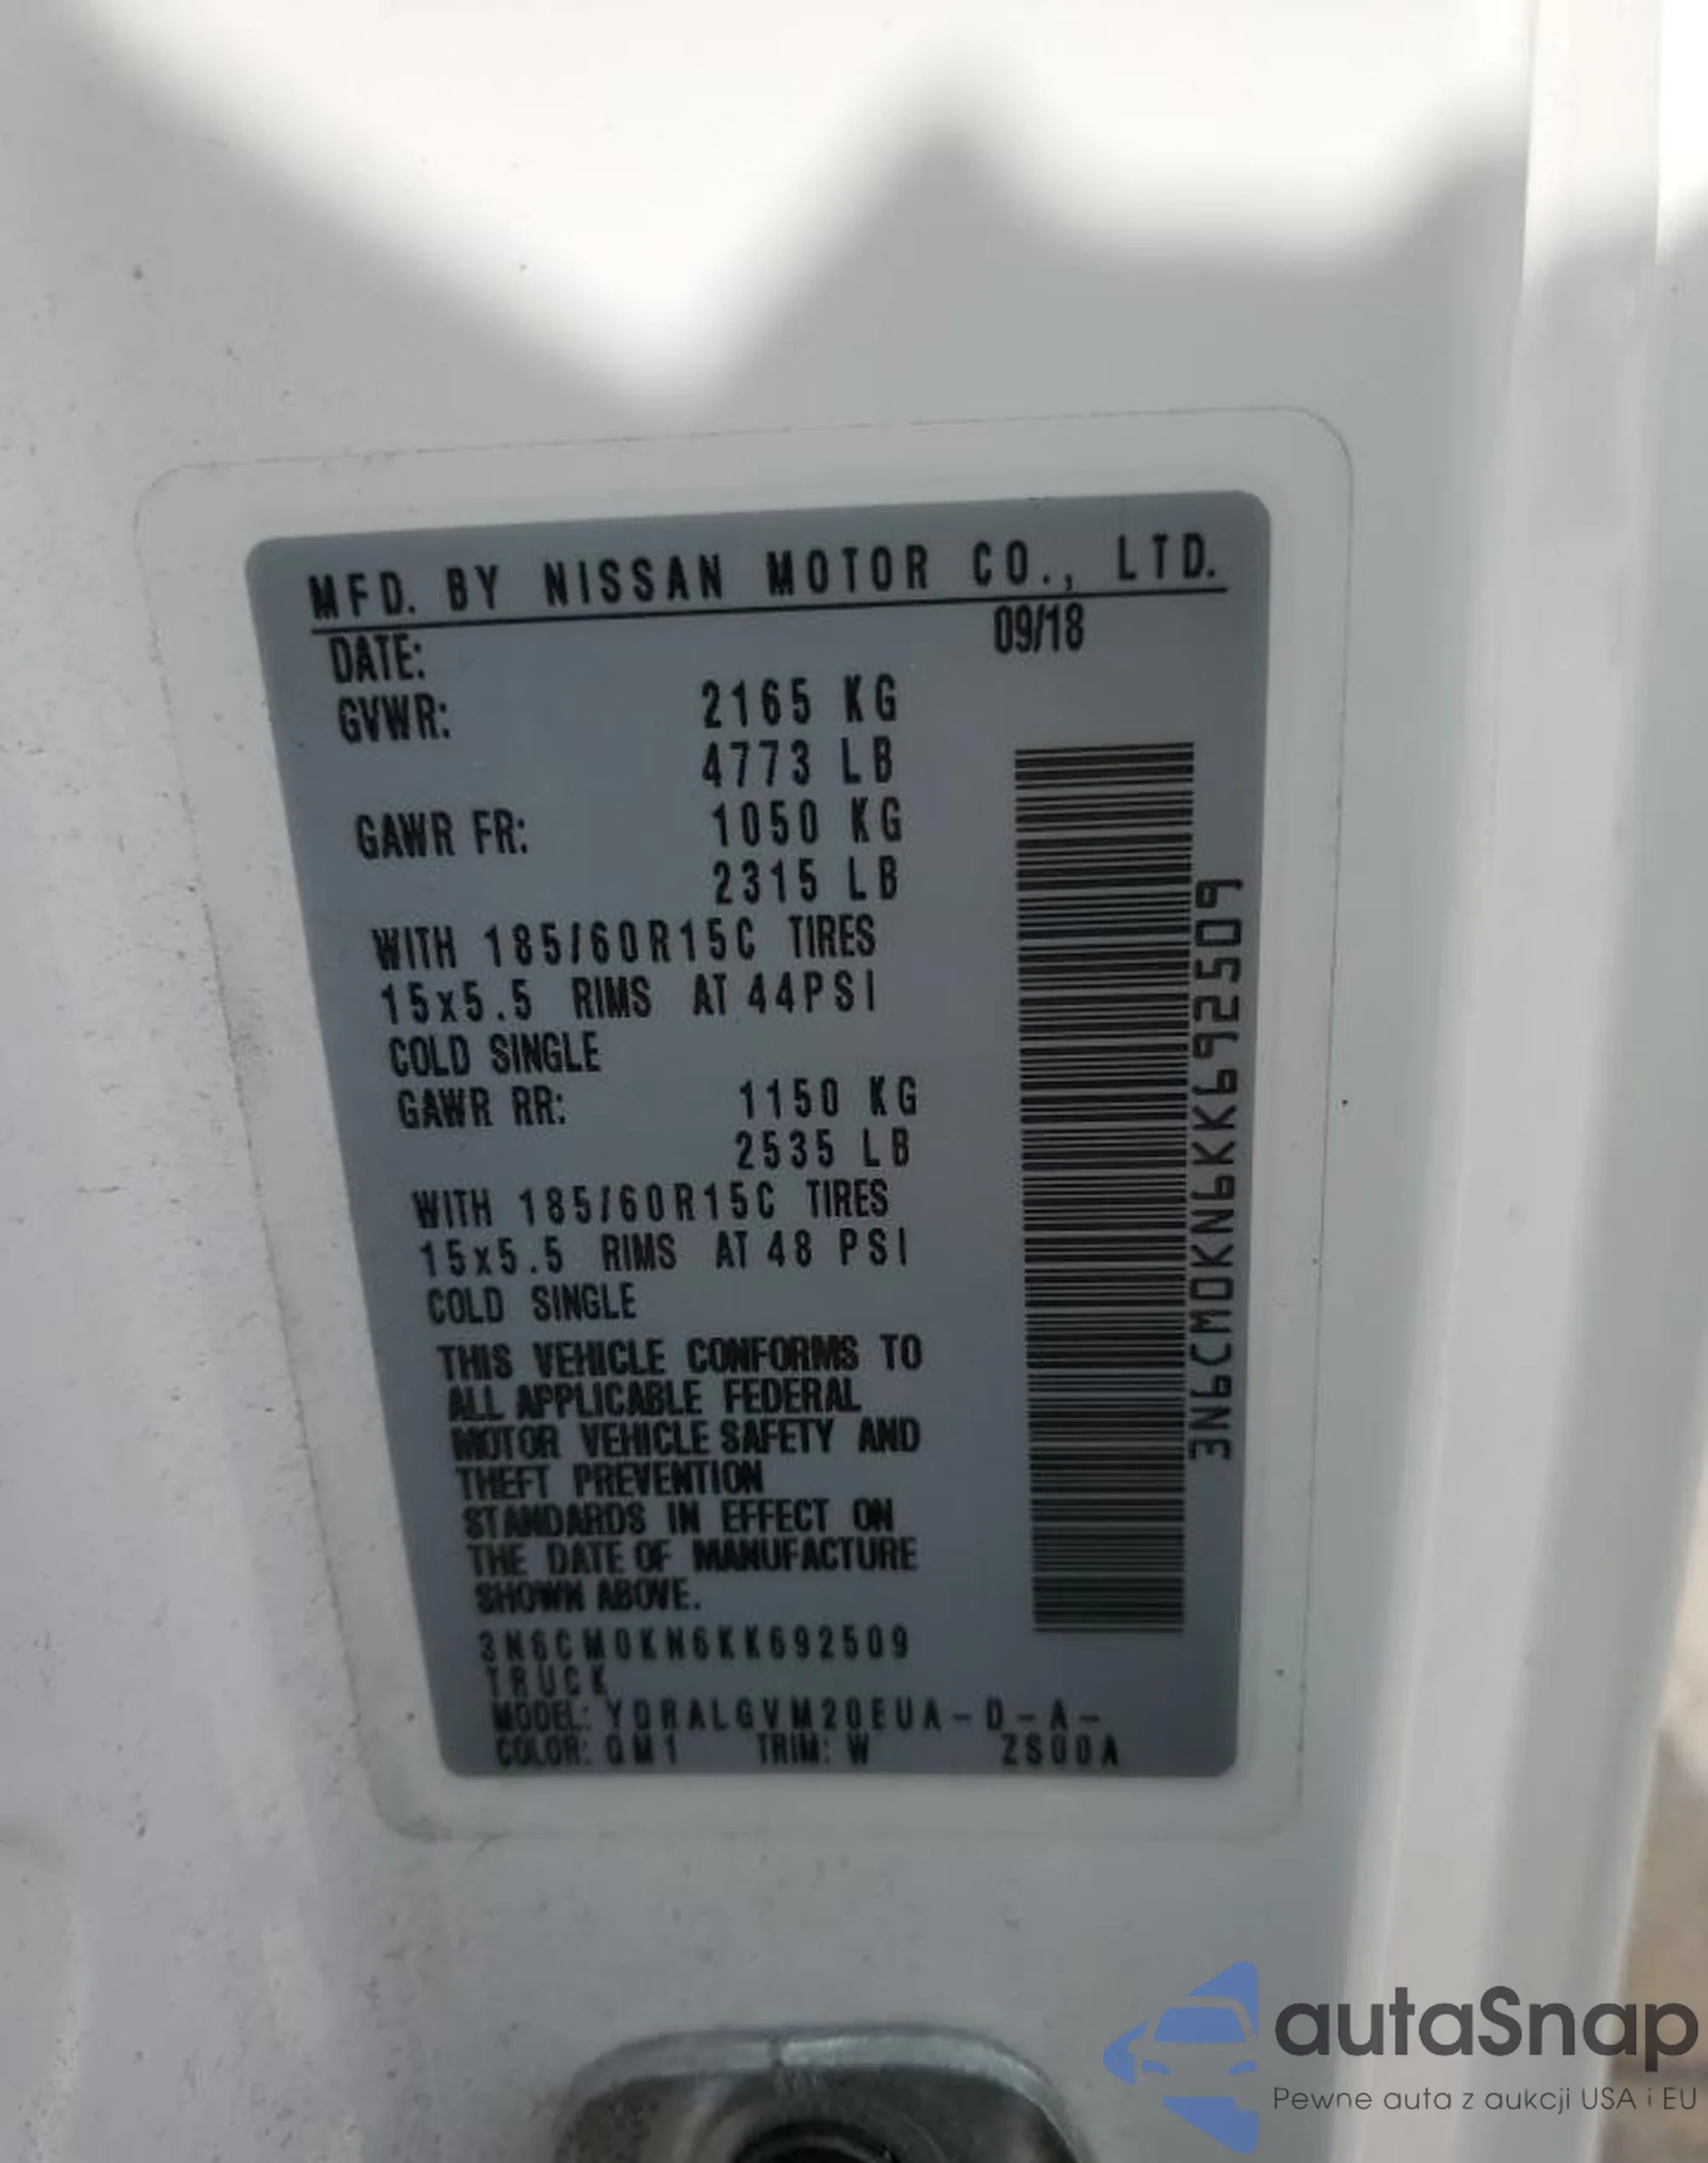 MFD. BY NISSAN MOTOR CO., LTD.
DATE: 09/18
GVWR: 2165 KG
4773 LB
GAWR FR: 1050 KG
2315 LB
WITH 185/60R15C TIRES
15x5.5 RIMS AT 44PSI
COLD SINGLE
GAWR RR: 1150 KG
2535 LB
WITH 185/60R15C TIRES
15x5.5 RIMS AT 48 PSI
COLD SINGLE
THIS VEHICLE CONFORMS TO
ALL APPLICABLE FEDERAL
MOTOR VEHICLE SAFETY AND
THEFT PREVENTION
STANDARDS IN EFFECT ON
THE DATE OF MANUFACTURE
SHOWN ABOVE.
3N6CM0KN6KK692509
TRUCK
MODEL: YDRALGVM20EUA-D-A-
COLOR: QM1 TRIM: W ZS00A
3N6CM0KN6KK692509
autaSnap
Pewne auta z aukcji USA i EU